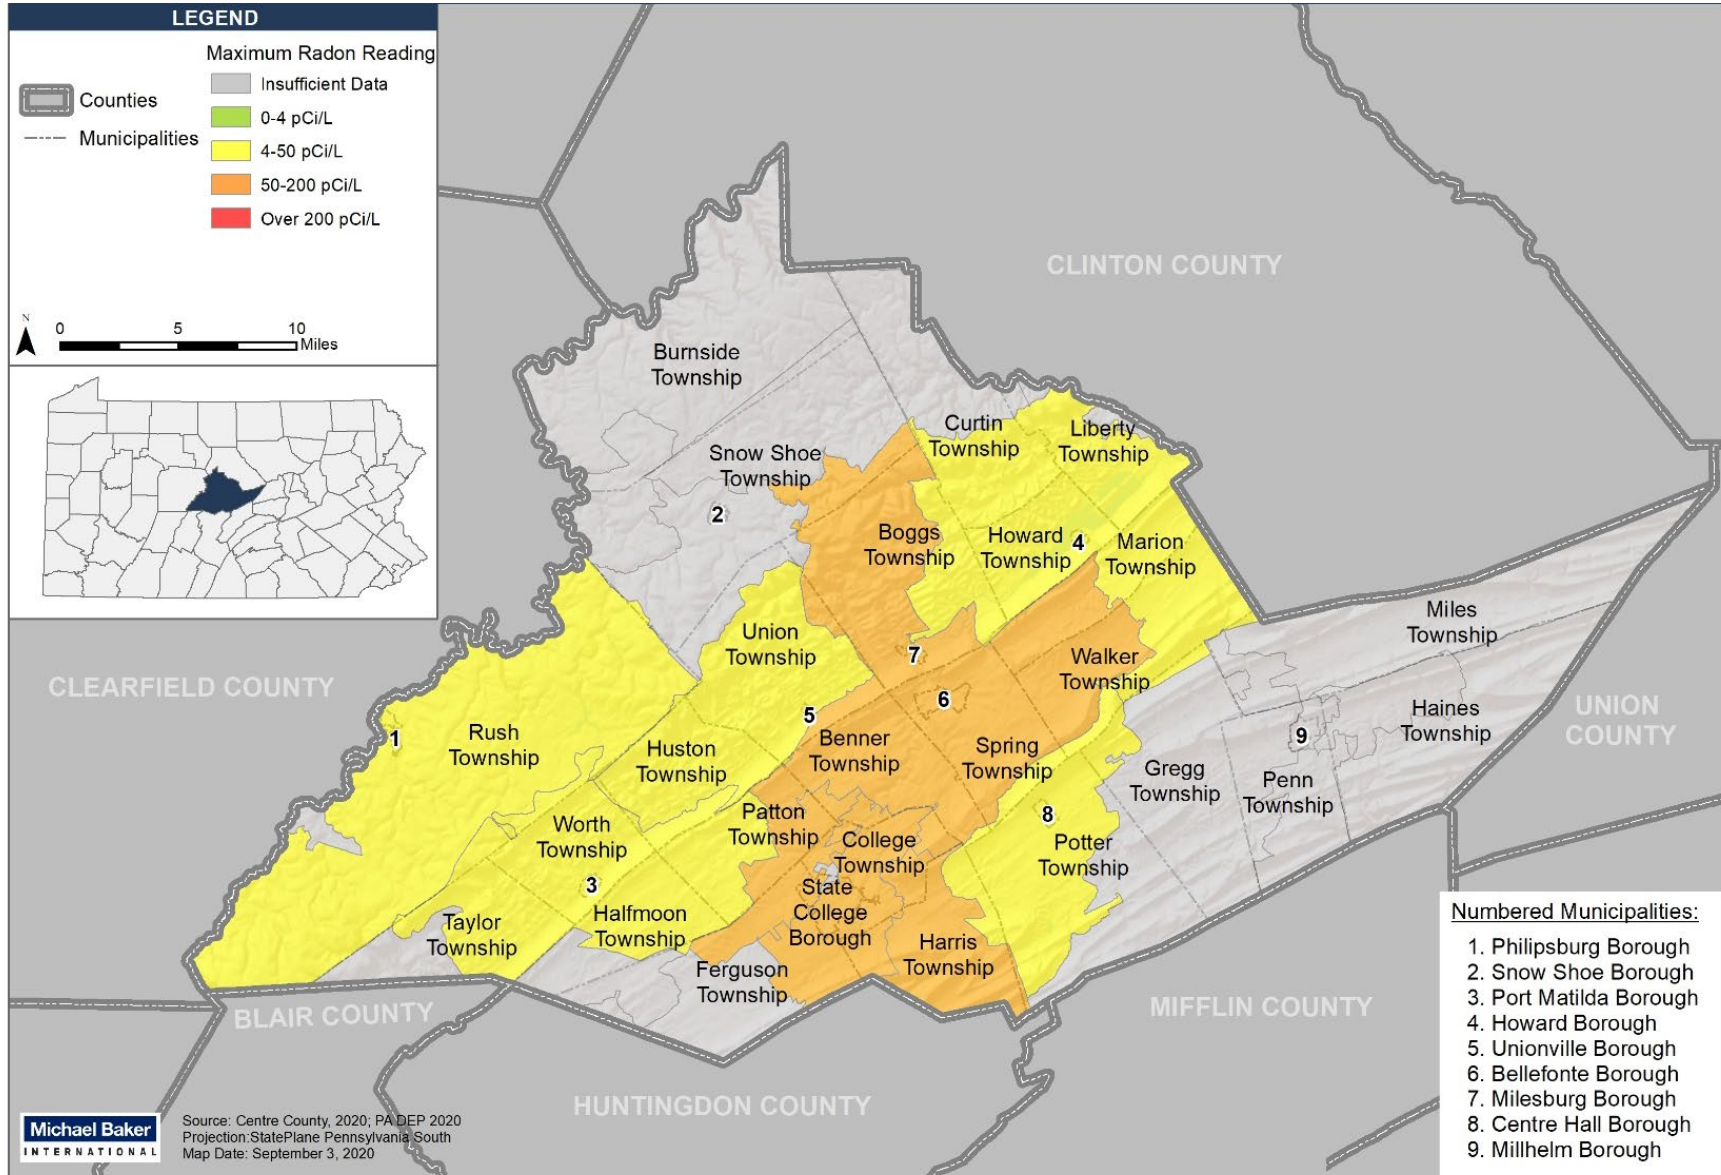 LEGEND
Maximum Radon Reading
Counties
Municipalities
Insufficient Data
0-4 pCi/L
4-50 pCi/L
50-200 pCi/L
Over 200 pCi/L
N
0 5 10
Miles
CLINTON COUNTY
Burnside
Township
Curtin
Township
Liberty
Township
Snow Shoe
Township
2
Boggs
Township
Howard
Township
4
Marion
Township
Miles
Township
Union
Township
7
Walker
Township
CLEARFIELD COUNTY
6
UNION
COUNTY
Haines
Township
1
Rush
Township
5
Huston
Township
Benner
Township
Spring
Township
9
Gregg
Township
Penn
Township
Worth
Township
Patton
Township
College
Township
8
Potter
Township
3
State
College
Borough
Taylor
Township
Halfmoon
Township
Harris
Township
Ferguson
Township
BLAIR COUNTY
MIFFLIN COUNTY
HUNTINGDON COUNTY
Numbered Municipalities:
1. Philipsburg Borough
2. Snow Shoe Borough
3. Port Matilda Borough
4. Howard Borough
5. Unionville Borough
6. Bellefonte Borough
7. Milesburg Borough
8. Centre Hall Borough
9. Millhelm Borough
Michael Baker
INTERNATIONAL
Source: Centre County, 2020; PA DEP 2020
Projection:StatePlane Pennsylvania South
Map Date: September 3, 2020